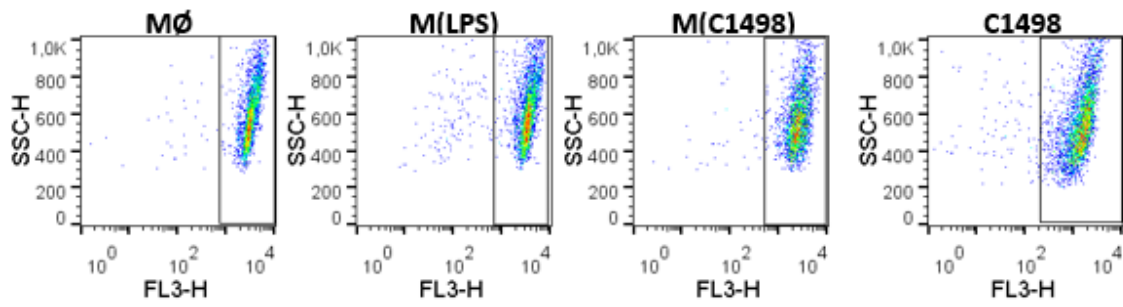 MØ M(LPS) M(C1498) C1498
1,0K 1,0K 1,0K 1,0K
800 800 800 800
600 600 600 600
400 400 400 400
200 200 200 200
0 0 0 0
SSC-H SSC-H SSC-H SSC-H
10^0 10^2 10^4 10^0 10^2 10^4 10^0 10^2 10^4 10^0 10^2 10^4
FL3-H FL3-H FL3-H FL3-H